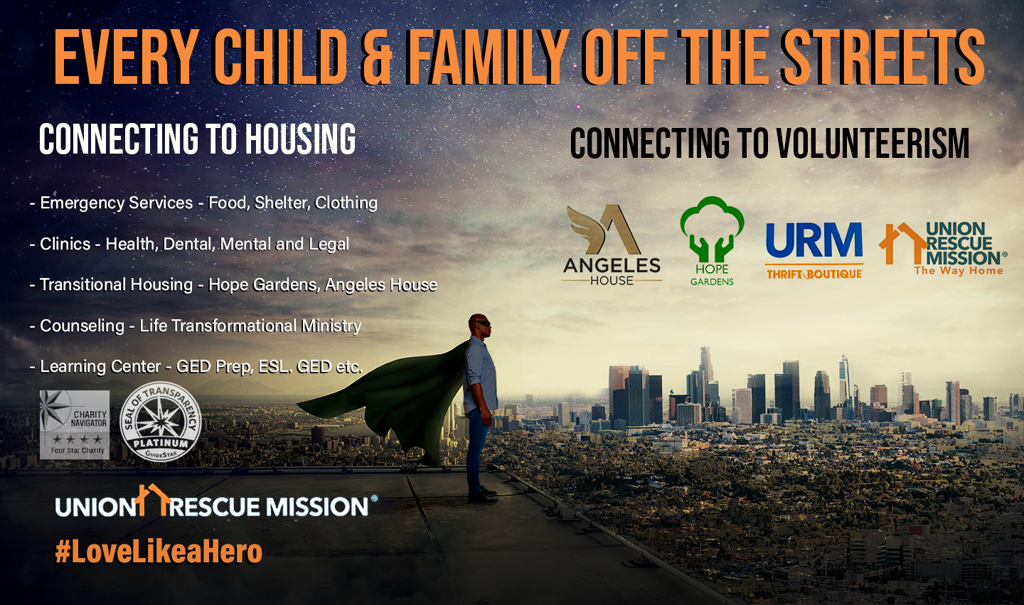 EVERY CHILD & FAMILY OFF THE STREETS
CONNECTING TO HOUSING
- Emergency Services - Food, Shelter, Clothing
- Clinics - Health, Dental, Mental and Legal
- Transitional Housing - Hope Gardens, Angeles House
- Counseling - Life Transformational Ministry
- Learning Center - GED Prep, ESL. GED etc.
CONNECTING TO VOLUNTEERISM
ANGELES
HOUSE
HOPE
GARDENS
URM
THRIFT BOUTIQUE
UNION
RESCUE
MISSION®
The Way Home
CHARITY
NAVIGATOR
Four Star Charity
SEAL OF TRANSPARENCY
PLATINUM
GUIDESTAR
UNION RESCUE MISSION®
#LoveLikeaHero